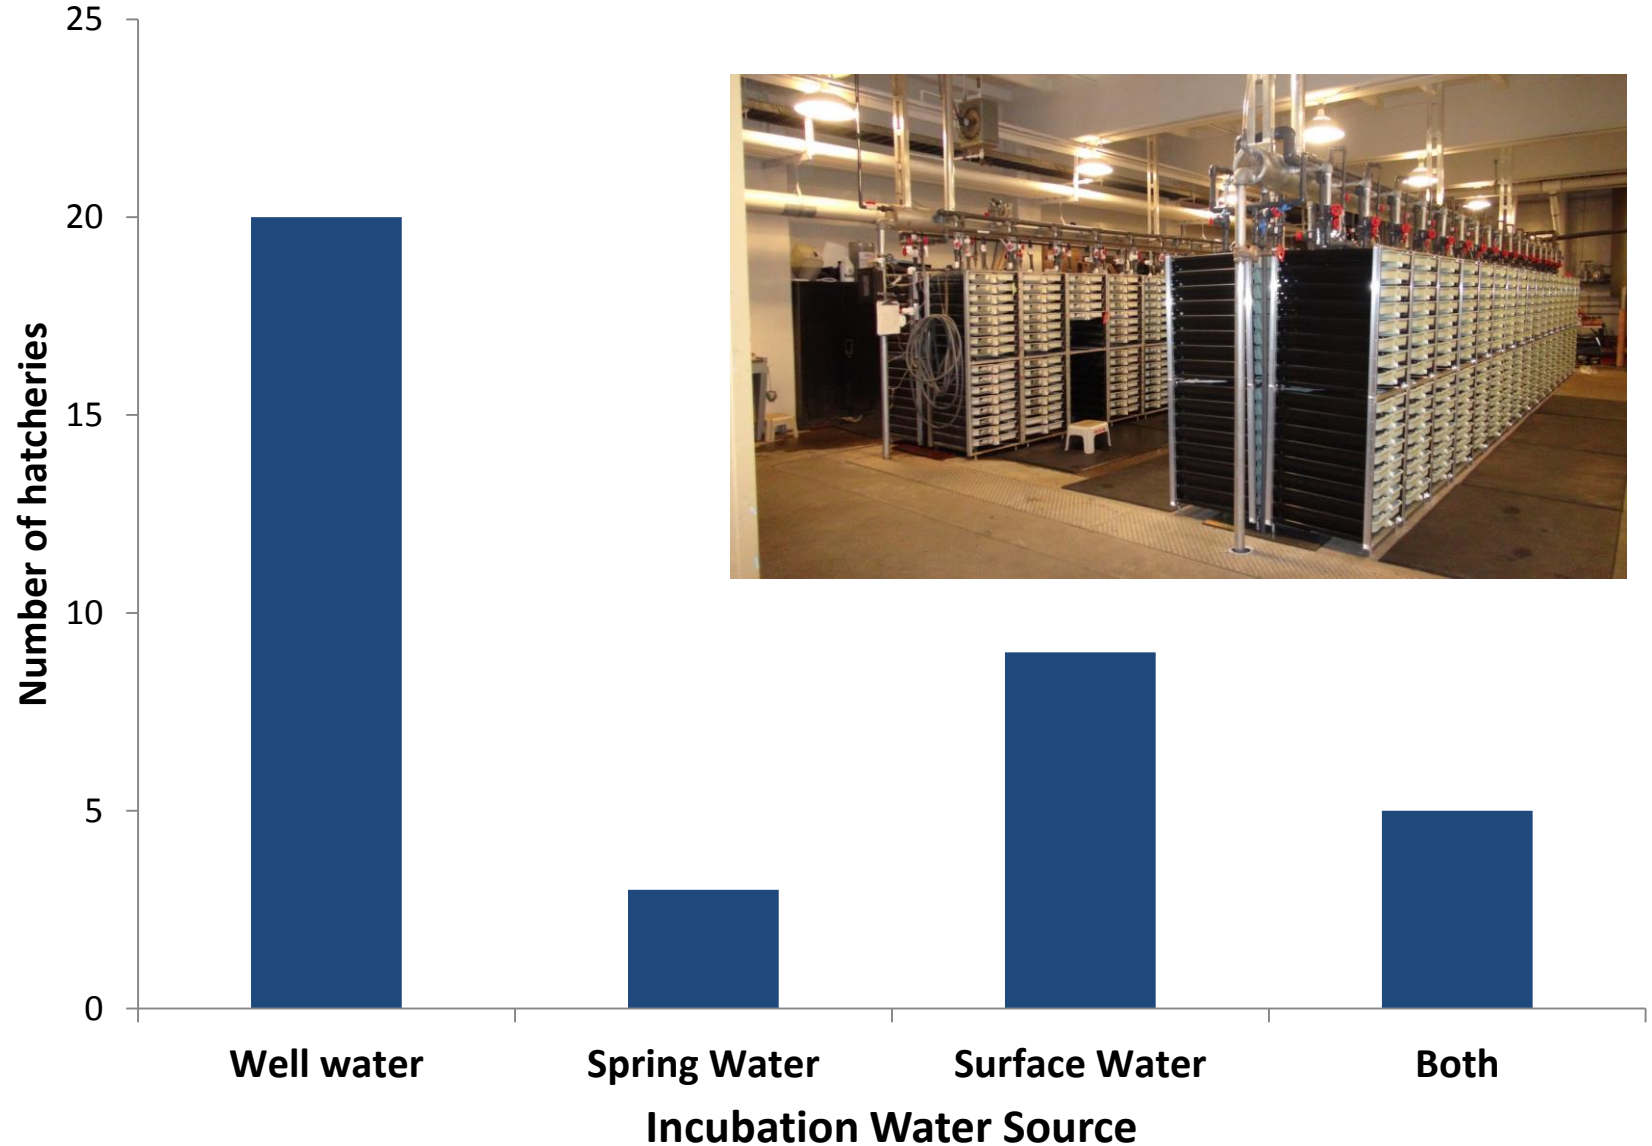 25
20
15
10
5
0
Number of hatcheries
Well water
Spring Water
Surface Water
Both
Incubation Water Source